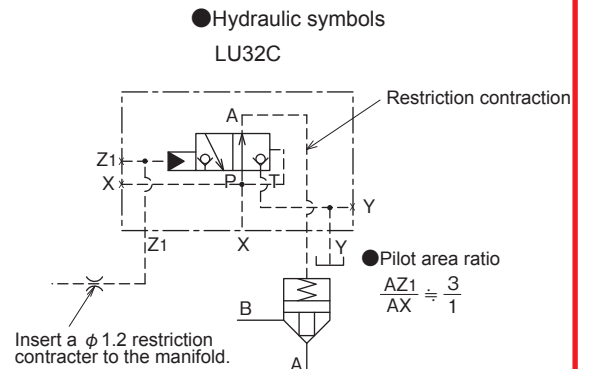 ●Hydraulic symbols
LU32C
Restriction contraction
A
Z1
X
P
T
Y
Z1
X
Y
●Pilot area ratio
AZ1
AX
≒
3
1
B
A
Insert a φ1.2 restriction
contracter to the manifold.